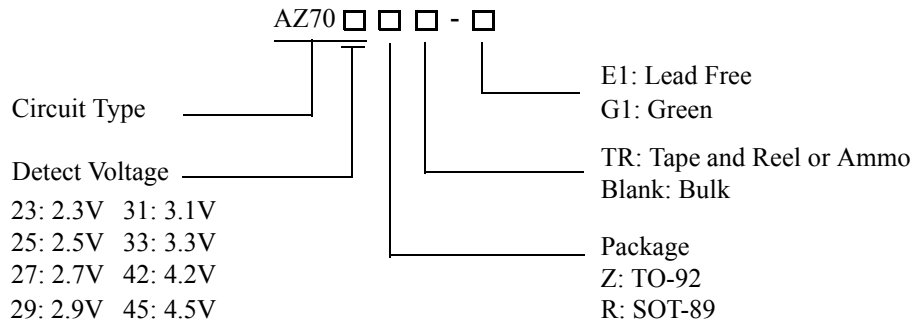 AZ70 -
Circuit Type
Detect Voltage
23: 2.3V 31: 3.1V
25: 2.5V 33: 3.3V
27: 2.7V 42: 4.2V
29: 2.9V 45: 4.5V
E1: Lead Free
G1: Green
TR: Tape and Reel or Ammo
Blank: Bulk
Package
Z: TO-92
R: SOT-89